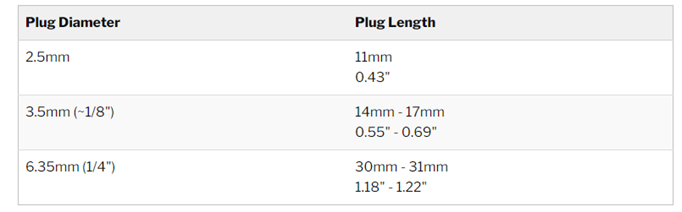 Plug Diameter Plug Length
2.5mm 11mm
0.43"
3.5mm (~1/8") 14mm - 17mm
0.55" - 0.69"
6.35mm (1/4") 30mm - 31mm
1.18" - 1.22"